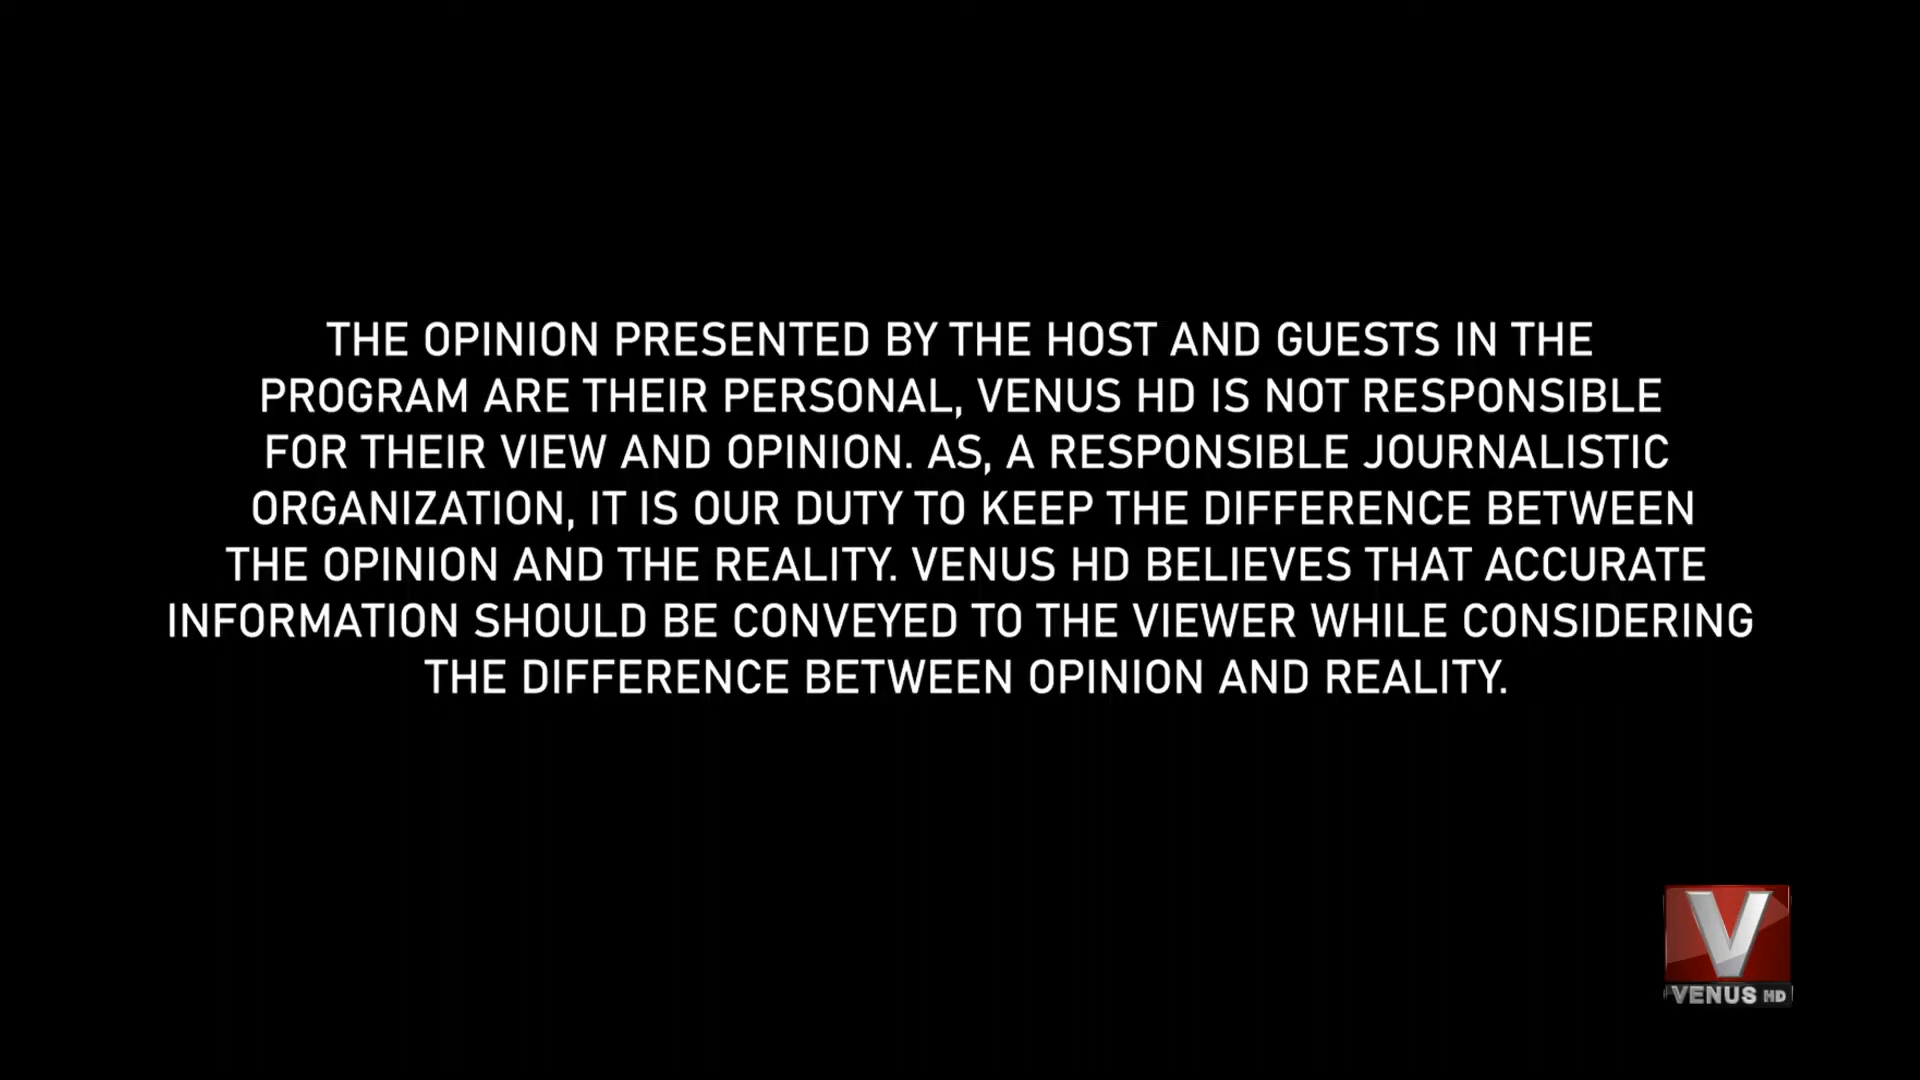 THE OPINION PRESENTED BY THE HOST AND GUESTS IN THE
PROGRAM ARE THEIR PERSONAL, VENUS HD IS NOT RESPONSIBLE
FOR THEIR VIEW AND OPINION. AS, A RESPONSIBLE JOURNALISTIC
ORGANIZATION, IT IS OUR DUTY TO KEEP THE DIFFERENCE BETWEEN
THE OPINION AND THE REALITY. VENUS HD BELIEVES THAT ACCURATE
INFORMATION SHOULD BE CONVEYED TO THE VIEWER WHILE CONSIDERING
THE DIFFERENCE BETWEEN OPINION AND REALITY.
V
VENUS HD